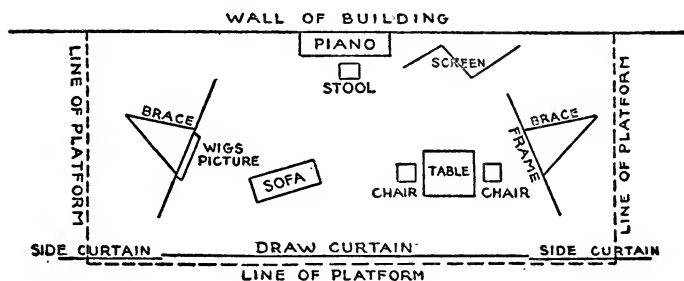 WALL OF BUILDING
PIANO
SCREEN
STOOL
LINE OF PLATFORM
LINE OF PLATFORM
BRACE
BRACE
WIGS
PICTURE
FRAME
SOFA
CHAIR
TABLE
CHAIR
SIDE CURTAIN
DRAW CURTAIN
SIDE CURTAIN
LINE OF PLATFORM